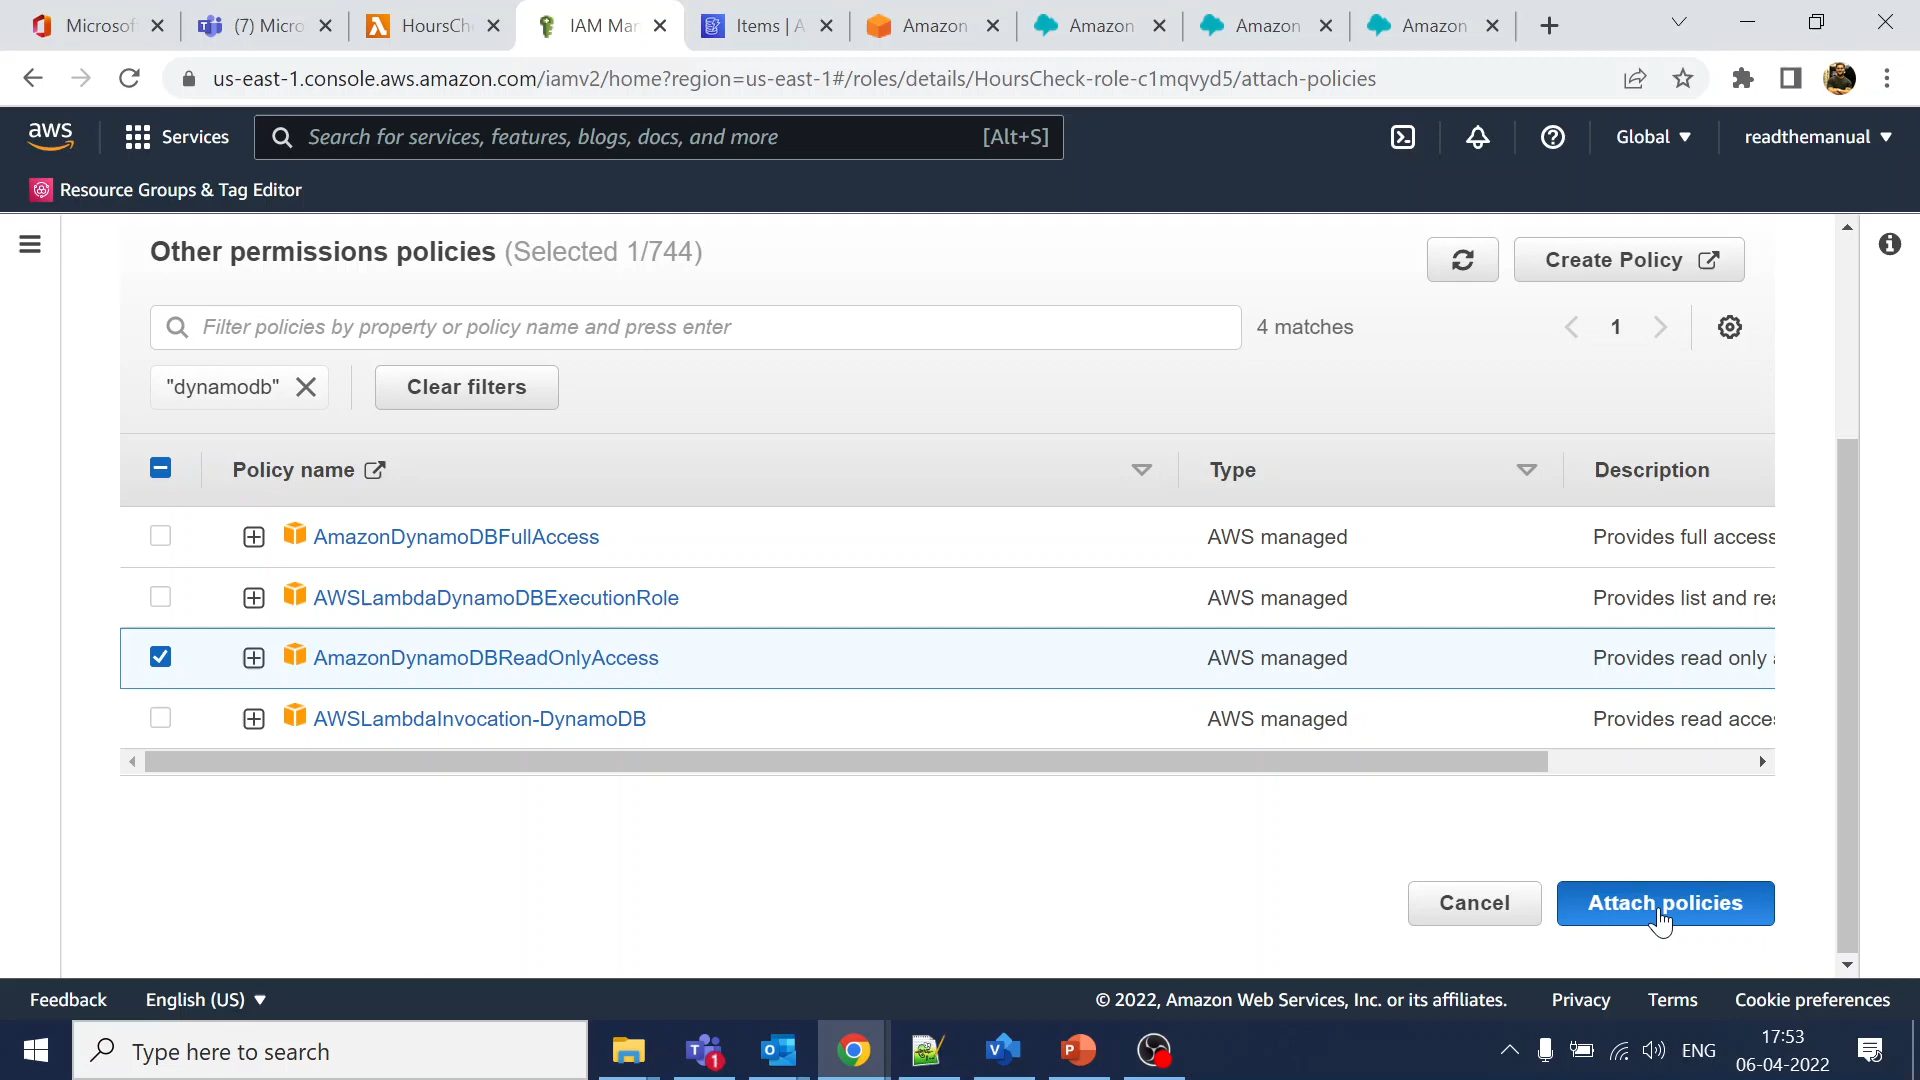 Microsof
(7) Micro
HoursCh
IAM Man
Items | A
Amazon
Amazon
Amazon
Amazon
us-east-1.console.aws.amazon.com/iamv2/home?region=us-east-1#/roles/details/HoursCheck-role-c1mqvyd5/attach-policies
aws
Services
Search for services, features, blogs, docs, and more
[Alt+S]
Global
readthemanual
Resource Groups & Tag Editor
Other permissions policies (Selected 1/744)
Create Policy
Filter policies by property or policy name and press enter
4 matches
1
"dynamodb"
Clear filters
Policy name
Type
Description
AmazonDynamoDBFullAccess
AWS managed
Provides full access
AWSLambdaDynamoDBExecutionRole
AWS managed
Provides list and rea
AmazonDynamoDBReadOnlyAccess
AWS managed
Provides read only
AWSLambdaInvocation-DynamoDB
AWS managed
Provides read acces
Cancel
Attach policies
Feedback
English (US)
© 2022, Amazon Web Services, Inc. or its affiliates.
Privacy
Terms
Cookie preferences
Type here to search
1
ENG
17:53
06-04-2022